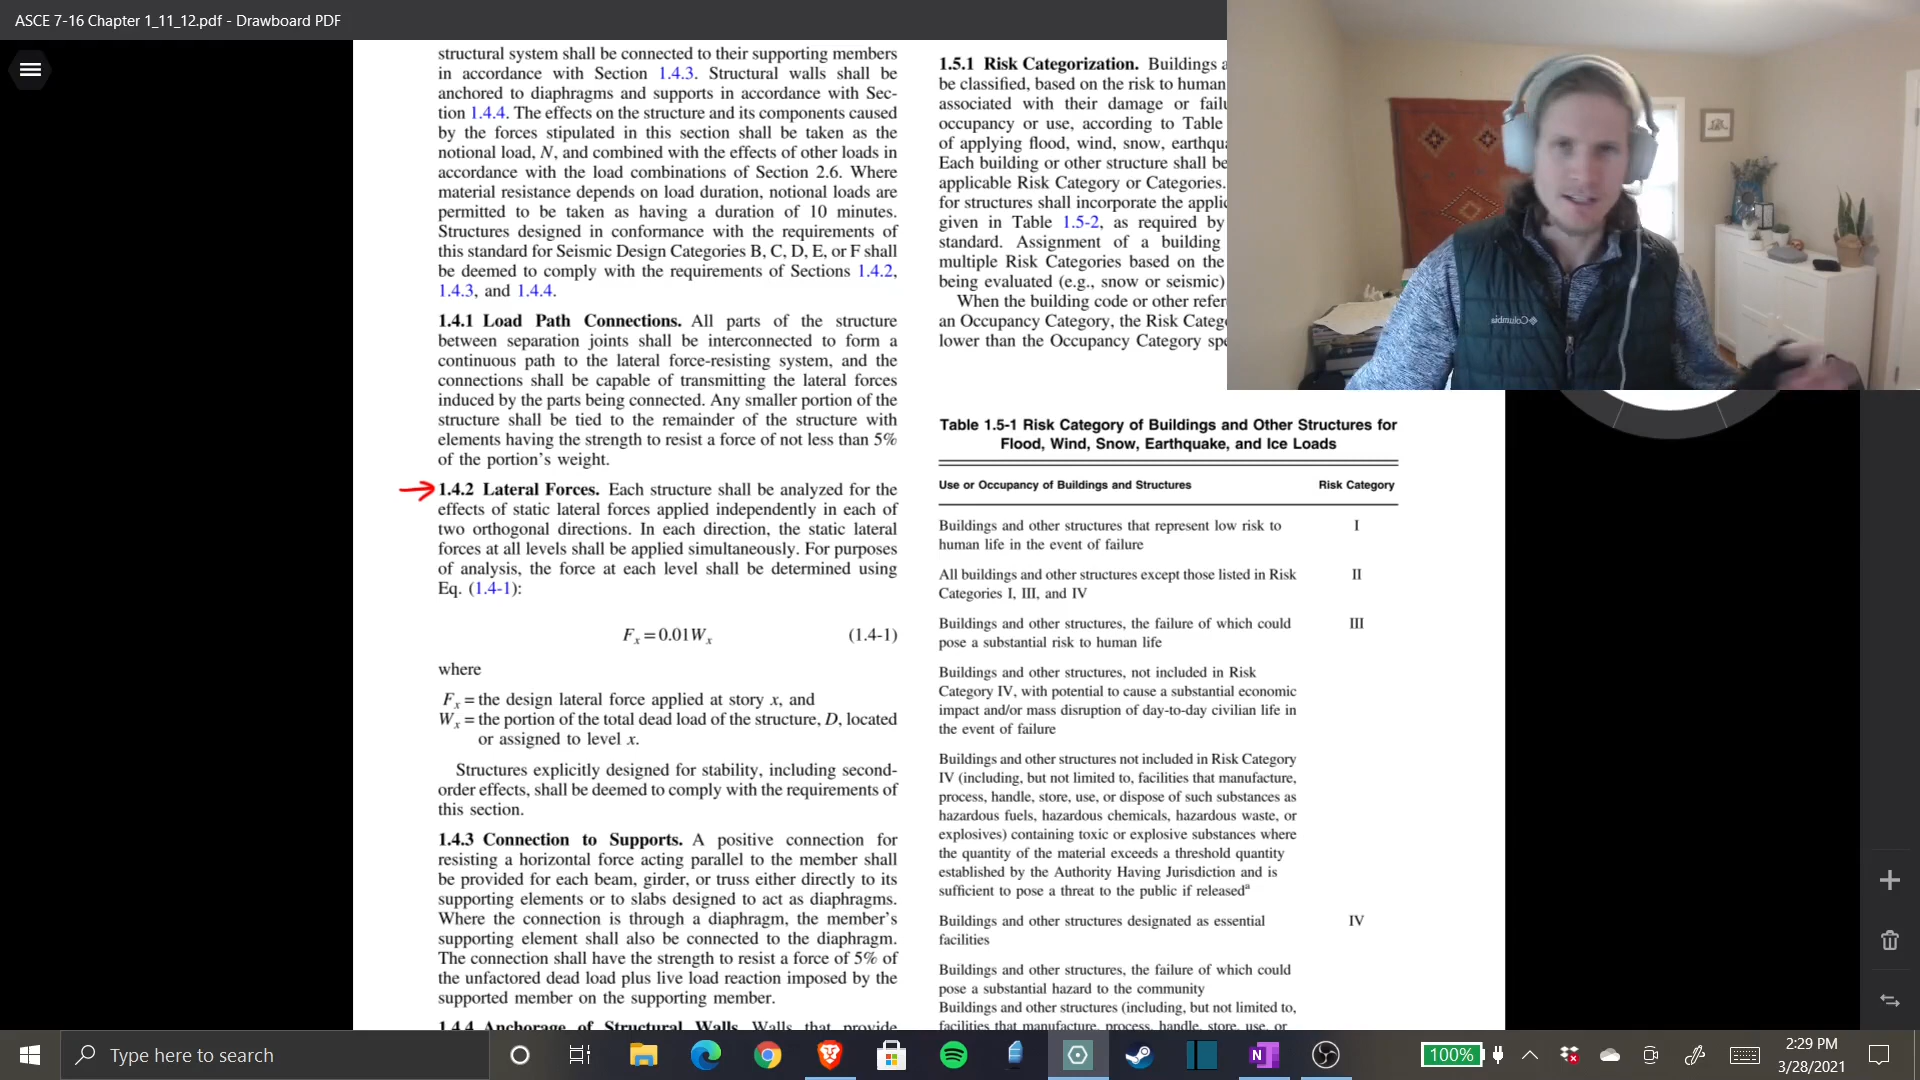 ASCE 7-16 Chapter 1_11_12.pdf - Drawboard PDF
structural system shall be connected to their supporting members
in accordance with Section 1.4.3. Structural walls shall be
anchored to diaphragms and supports in accordance with Sec-
tion 1.4.4. The effects on the structure and its components caused
by the forces stipulated in this section shall be taken as the
notional load, N, and combined with the effects of other loads in
accordance with the load combinations of Section 2.6. Where
material resistance depends on load duration, notional loads are
permitted to be taken as having a duration of 10 minutes.
Structures designed in conformance with the requirements of
this standard for Seismic Design Categories B, C, D, E, or F shall
be deemed to comply with the requirements of Sections 1.4.2,
1.4.3, and 1.4.4.
1.4.1 Load Path Connections. All parts of the structure
between separation joints shall be interconnected to form a
continuous path to the lateral force-resisting system, and the
connections shall be capable of transmitting the lateral forces
induced by the parts being connected. Any smaller portion of the
structure shall be tied to the remainder of the structure with
elements having the strength to resist a force of not less than 5%
of the portion's weight.
1.4.2 Lateral Forces. Each structure shall be analyzed for the
effects of static lateral forces applied independently in each of
two orthogonal directions. In each direction, the static lateral
forces at all levels shall be applied simultaneously. For purposes
of analysis, the force at each level shall be determined using
Eq. (1.4-1):
Fx = 0.01Wx (1.4-1)
where
Fx = the design lateral force applied at story x, and
Wx = the portion of the total dead load of the structure, D, located
or assigned to level x.
Structures explicitly designed for stability, including second-
order effects, shall be deemed to comply with the requirements of
this section.
1.4.3 Connection to Supports. A positive connection for
resisting a horizontal force acting parallel to the member shall
be provided for each beam, girder, or truss either directly to its
supporting elements or to slabs designed to act as diaphragms.
Where the connection is through a diaphragm, the member's
supporting element shall also be connected to the diaphragm.
The connection shall have the strength to resist a force of 5% of
the unfactored dead load plus live load reaction imposed by the
supported member on the supporting member.
1.4.4 Anchorage of Structural Walls. Walls that provide
1.5.1 Risk Categorization. Buildings
be classified, based on the risk to human
associated with their damage or
occupancy or use, according to Table
of applying flood, wind, snow,
Each building or other structure shall be
applicable Risk Category or Categories.
for structures shall incorporate the
given in Table 1.5-2, as required by
standard. Assignment of a building
multiple Risk Categories based on the
being evaluated (e.g., snow or seismic)
When the building code or other
an Occupancy Category, the Risk
lower than the Occupancy Category
Columbia
Table 1.5-1 Risk Category of Buildings and Other Structures for
Flood, Wind, Snow, Earthquake, and Ice Loads
Use or Occupancy of Buildings and Structures Risk Category
Buildings and other structures that represent low risk to I
human life in the event of failure
All buildings and other structures except those listed in Risk II
Categories I, III, and IV
Buildings and other structures, the failure of which could III
pose a substantial risk to human life
Buildings and other structures, not included in Risk
Category IV, with potential to cause a substantial economic
impact and/or mass disruption of day-to-day civilian life in
the event of failure
Buildings and other structures not included in Risk Category
IV (including, but not limited to, facilities that manufacture,
process, handle, store, use, or dispose of such substances as
hazardous fuels, hazardous chemicals, hazardous waste, or
explosives) containing toxic or explosive substances where
the quantity of the material exceeds a threshold quantity
established by the Authority Having Jurisdiction and is
sufficient to pose a threat to the public if releasedᵃ
Buildings and other structures designated as essential IV
facilities
Buildings and other structures, the failure of which could
pose a substantial hazard to the community
Buildings and other structures (including, but not limited to,
facilities that manufacture, process, handle, store, use, or
Type here to search
N
100%
2:29 PM
3/28/2021